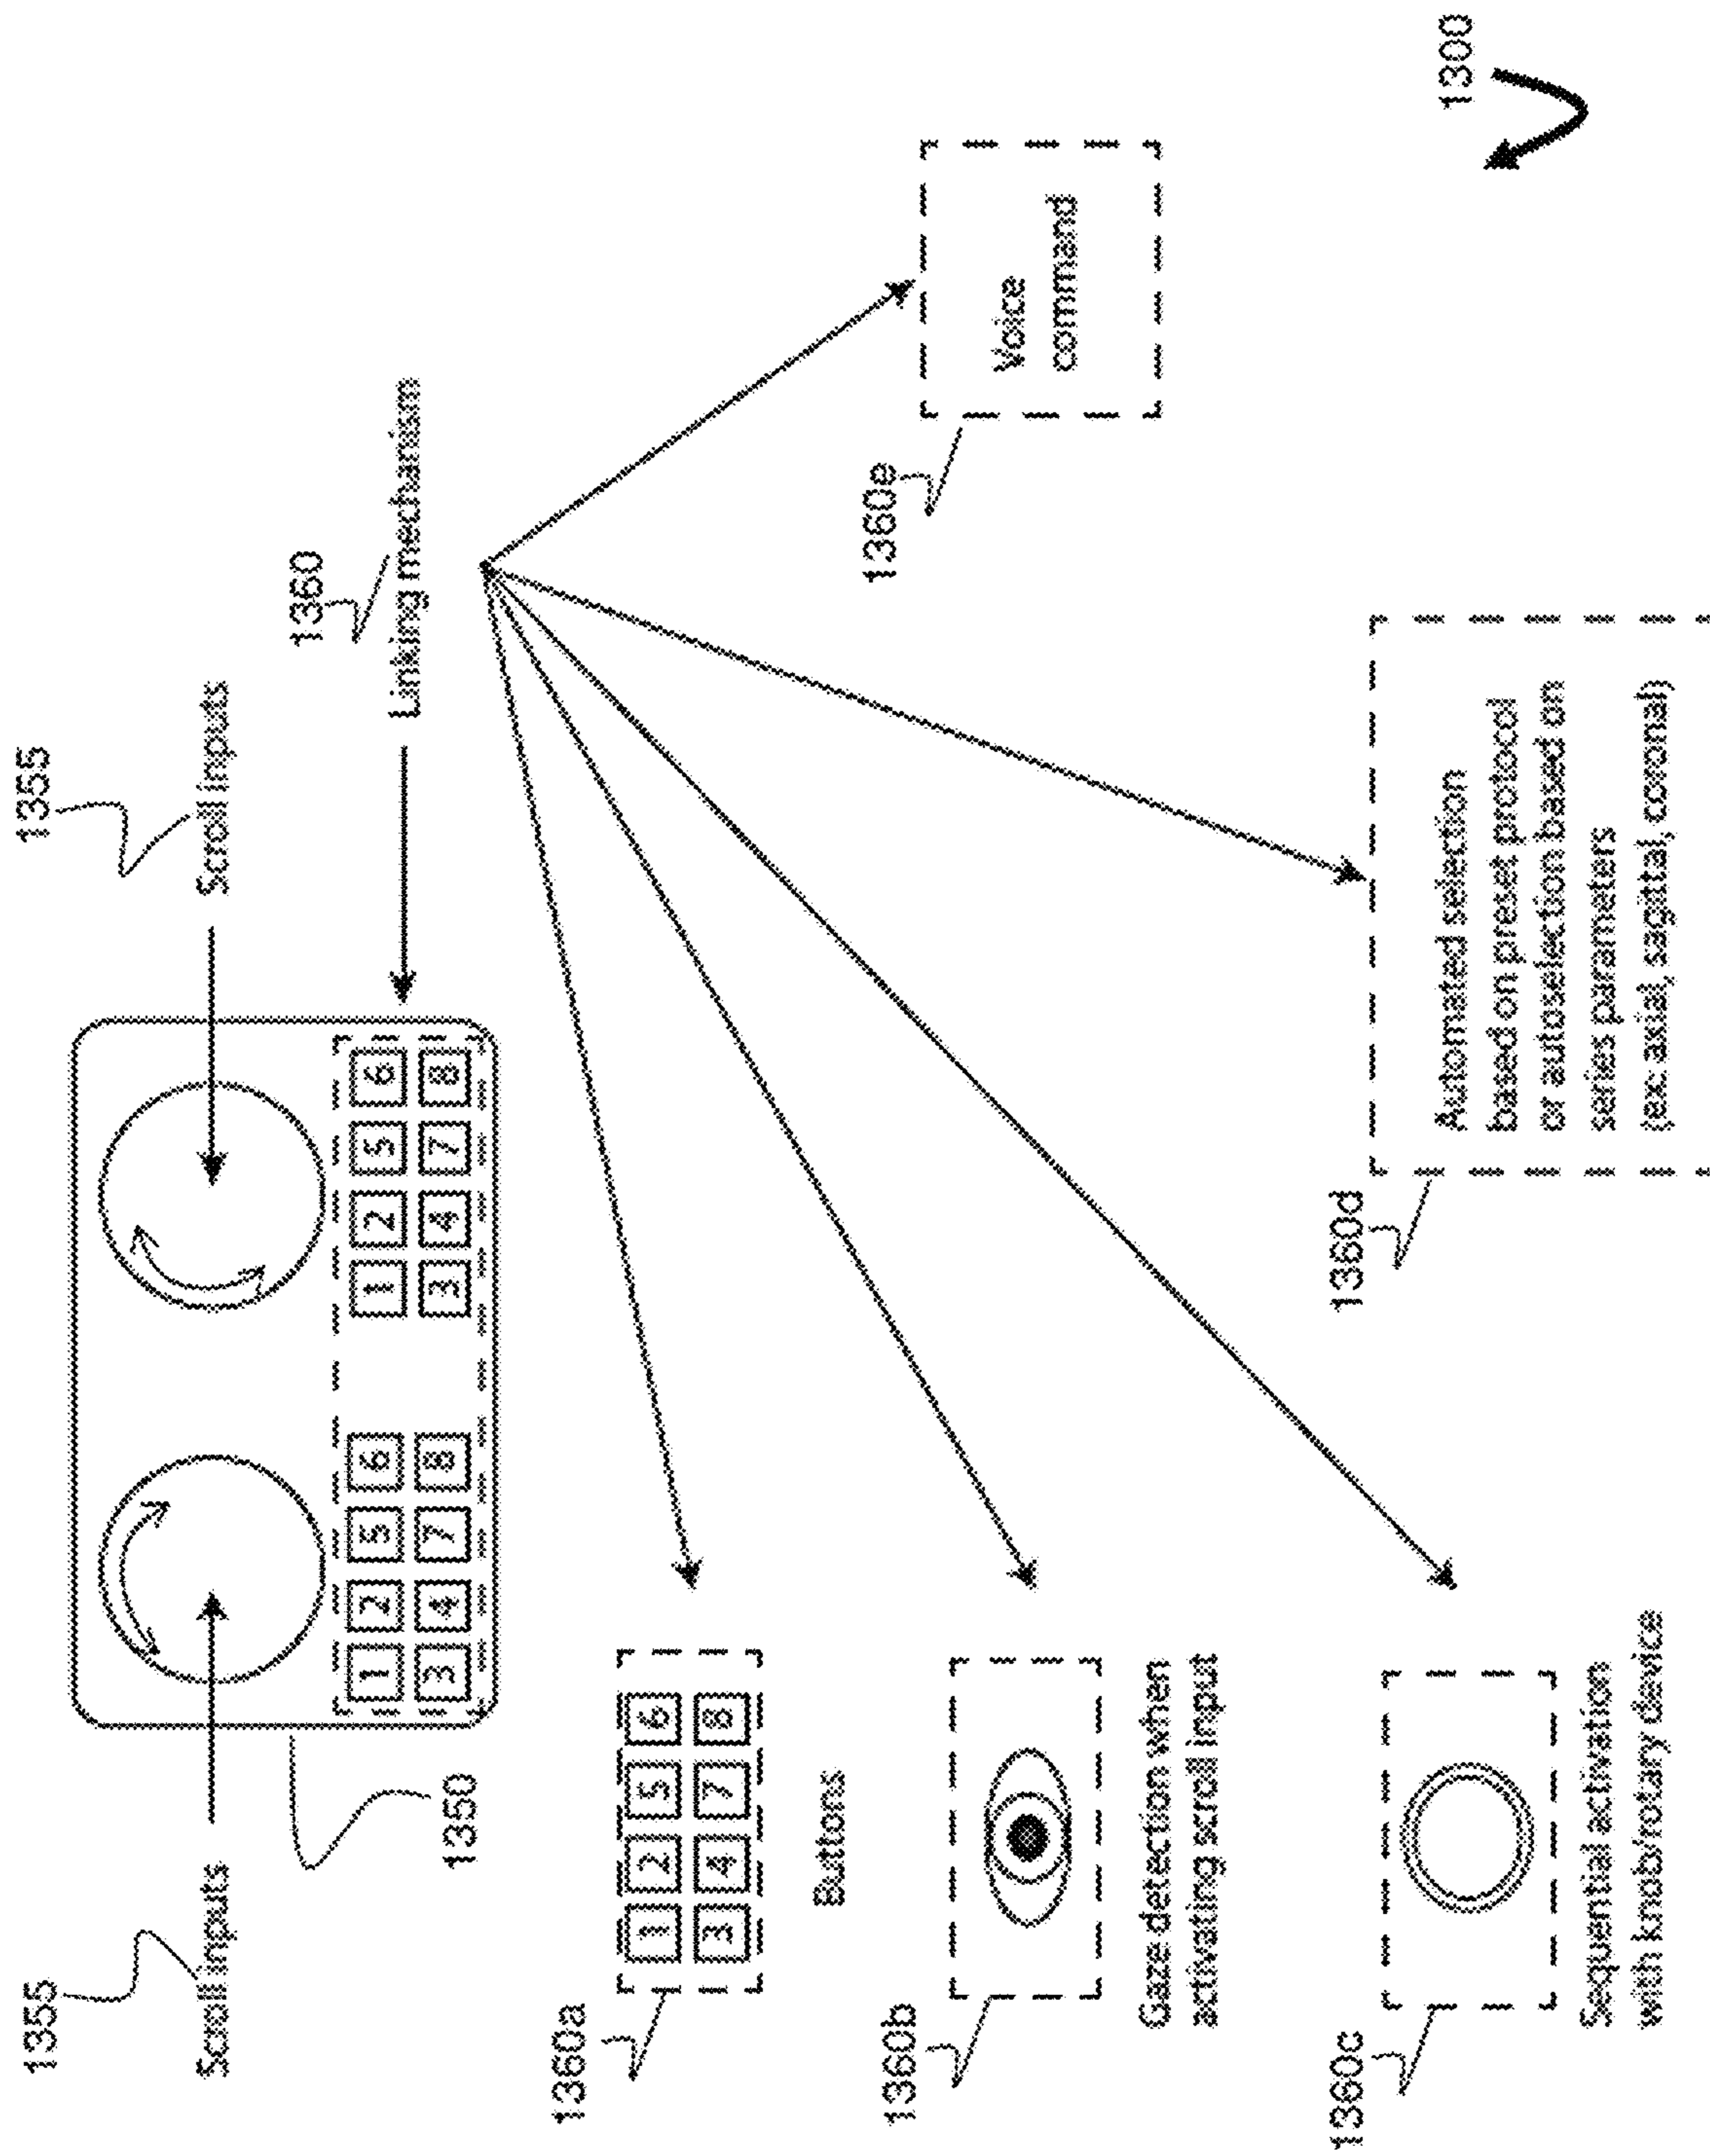 1355
Scroll inputs
1355
Scroll inputs
1350
1 2 5 6
3 4 7 8
1 2 5 6
3 4 7 8
1360
Linking mechanism
1360a
1 2 5 6
3 4 7 8
Buttons
1360b
Gaze detection when
activating scroll input
1360c
Sequential activation
with knob/rotary device
1360d
Automated selection
based on preset protocol
or autoselection based on
series parameters
(ex: axial, sagittal, coronal)
1360e
Voice
command
1300